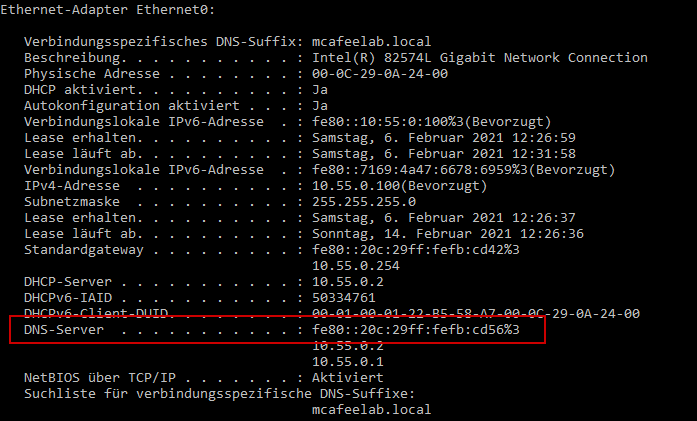 Ethernet-Adapter Ethernet0:
Verbindungsspezifisches DNS-Suffix: mcafeelab.local
Beschreibung. . . . . . . . . . . : Intel(R) 82574L Gigabit Network Connection
Physische Adresse . . . . . . . . : 00-0C-29-0A-24-00
DHCP aktiviert. . . . . . . . . . : Ja
Autokonfiguration aktiviert . . . : Ja
Verbindungslokale IPv6-Adresse  . : fe80::10:55:0:100%3(Bevorzugt)
Lease erhalten. . . . . . . . . . : Samstag, 6. Februar 2021 12:26:59
Lease läuft ab. . . . . . . . . . : Samstag, 6. Februar 2021 12:31:58
Verbindungslokale IPv6-Adresse  . : fe80::7169:4a47:6678:6959%3(Bevorzugt)
IPv4-Adresse  . . . . . . . . . . : 10.55.0.100(Bevorzugt)
Subnetzmaske  . . . . . . . . . . : 255.255.255.0
Lease erhalten. . . . . . . . . . : Samstag, 6. Februar 2021 12:26:37
Lease läuft ab. . . . . . . . . . : Sonntag, 14. Februar 2021 12:26:36
Standardgateway . . . . . . . . . : fe80::20c:29ff:fefb:cd42%3
10.55.0.254
DHCP-Server . . . . . . . . . . . : 10.55.0.2
DHCPv6-IAID . . . . . . . . . . . : 50334761
DHCPv6-Client-DUID. . . . . . . . : 00-01-00-01-22-B5-58-A7-00-0C-29-0A-24-00
DNS-Server  . . . . . . . . . . . : fe80::20c:29ff:fefb:cd56%3
10.55.0.2
10.55.0.1
NetBIOS über TCP/IP . . . . . . . : Aktiviert
Suchliste für verbindungsspezifische DNS-Suffixe:
mcafeelab.local